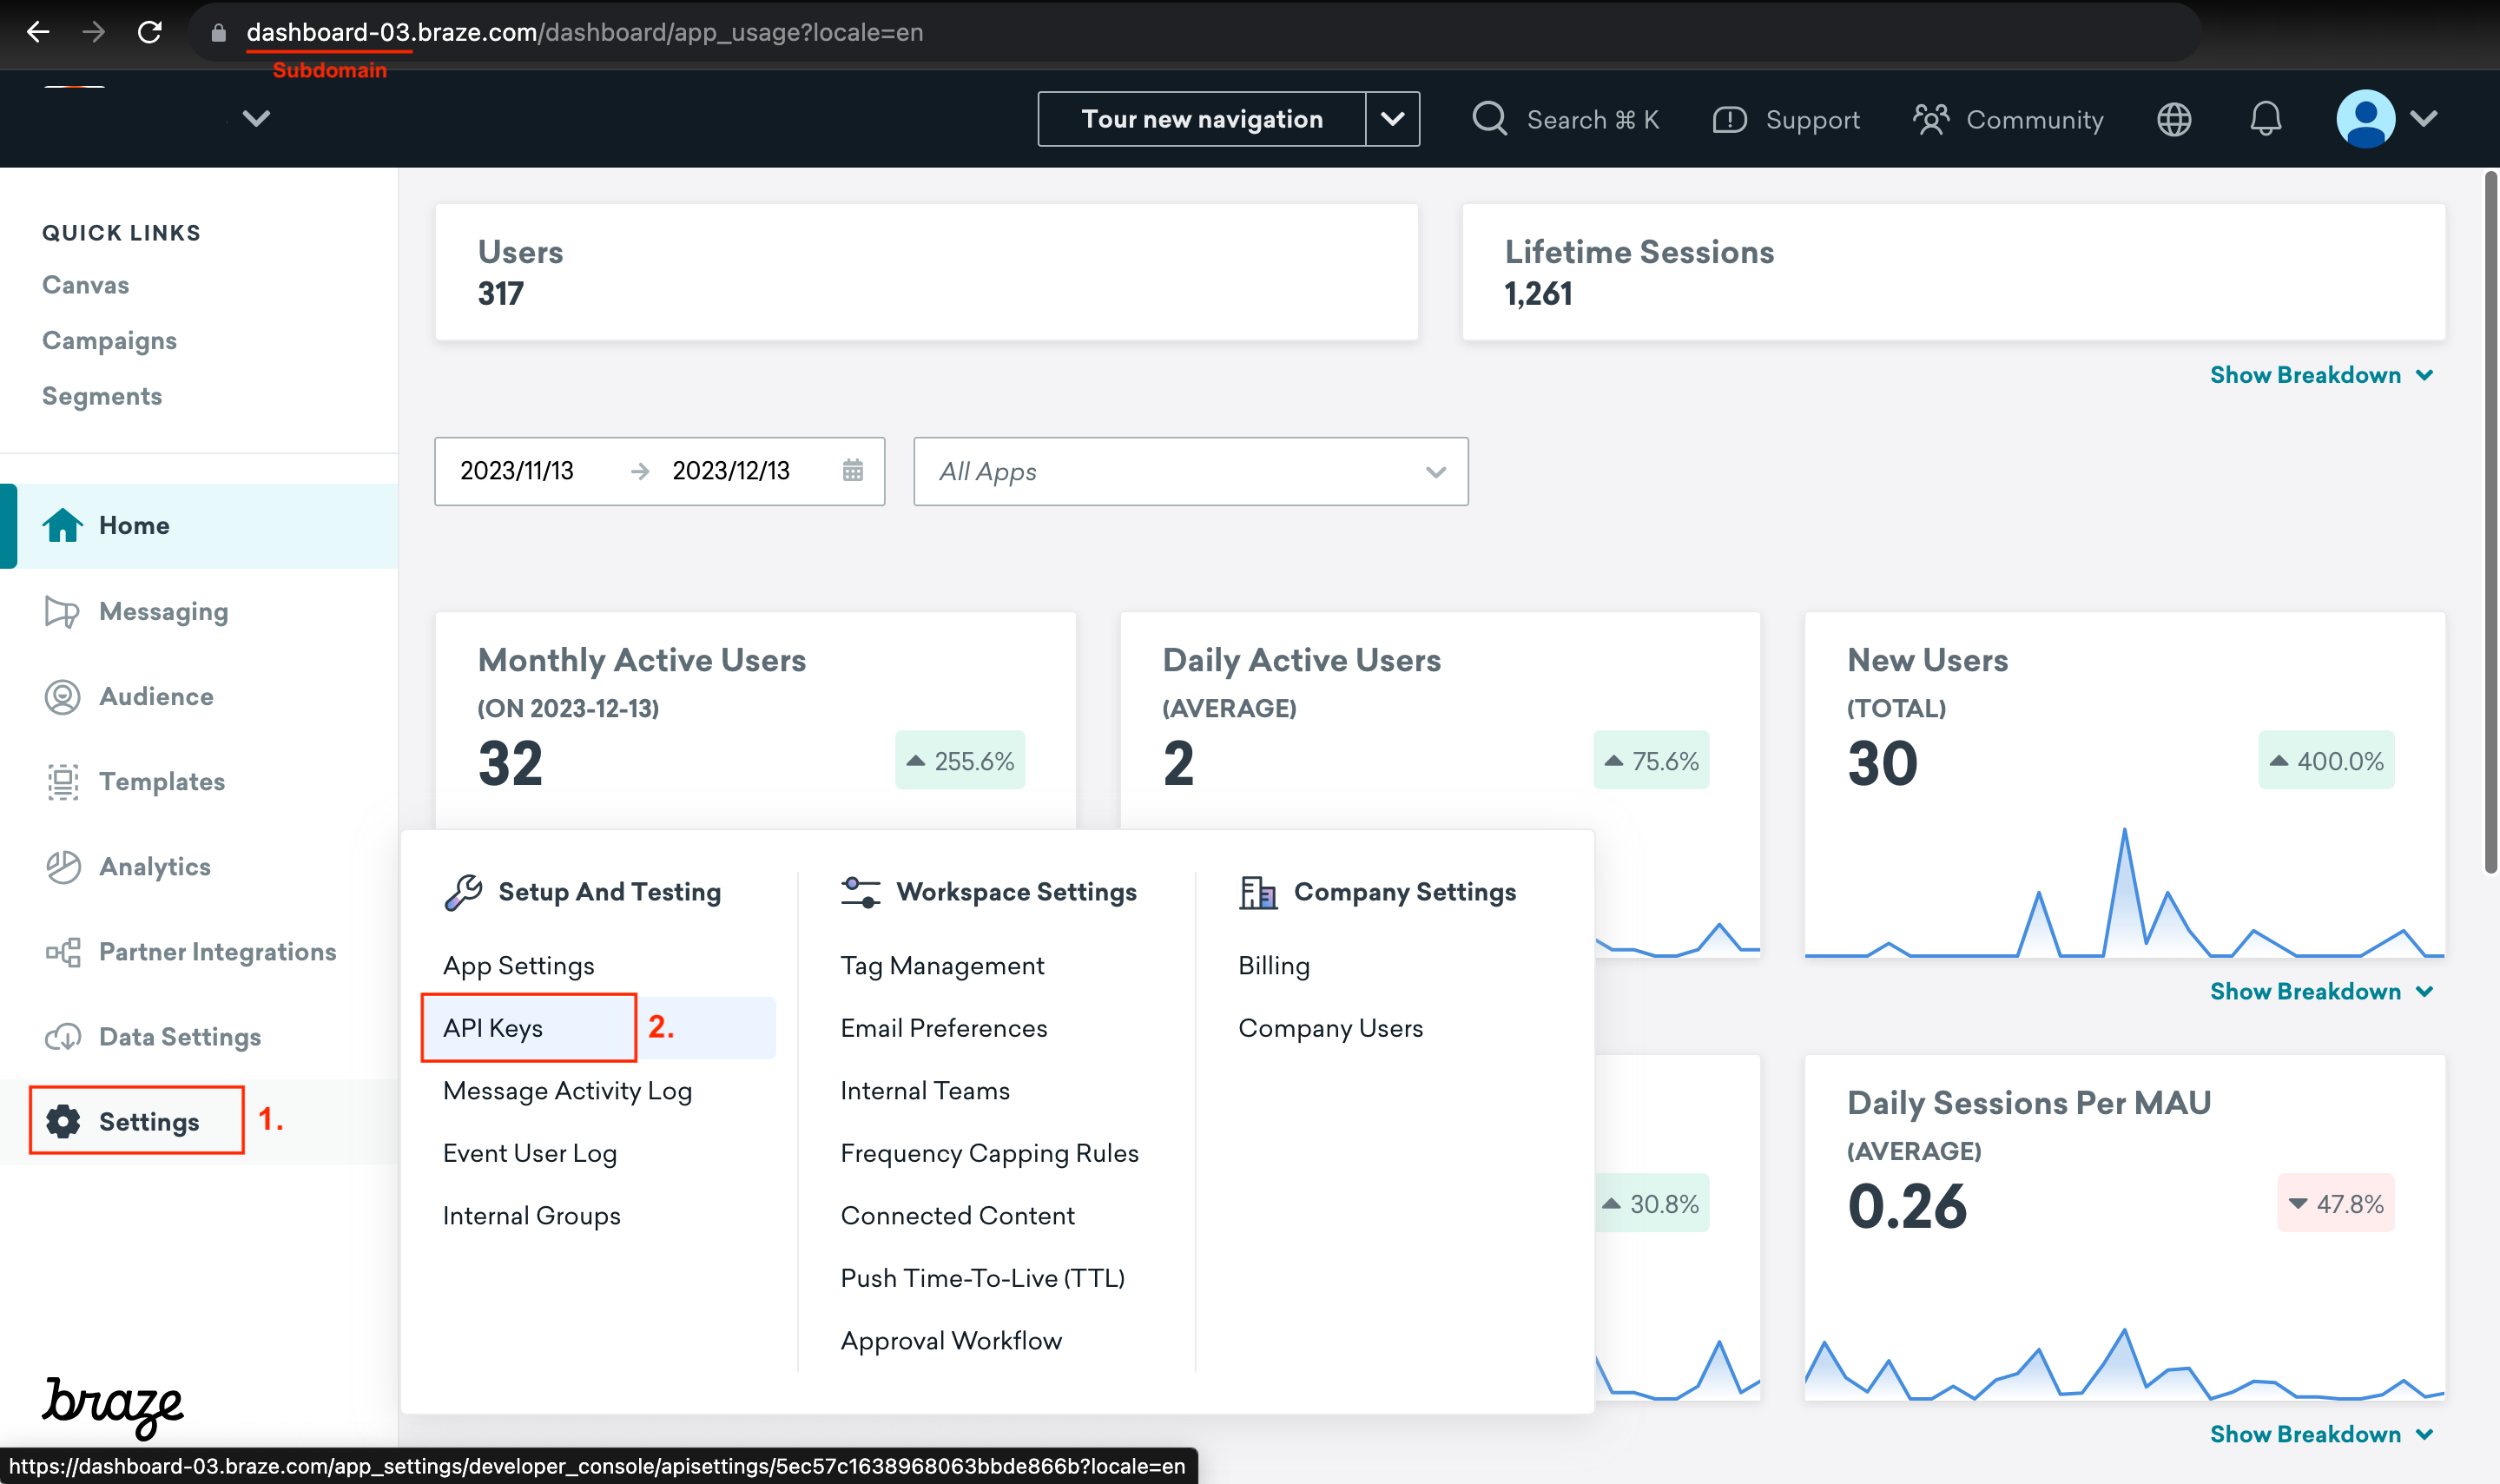 dashboard-03.braze.com/dashboard/app_usage?locale=en
Subdomain
Tour new navigation
Search ⌘ K
Support
Community
QUICK LINKS
Canvas
Campaigns
Segments
Home
Messaging
Audience
Templates
Analytics
Partner Integrations
Data Settings
Settings
1.
braze
Users
317
Lifetime Sessions
1,261
Show Breakdown
2023/11/13 → 2023/12/13
All Apps
Monthly Active Users
(ON 2023-12-13)
32
255.6%
Daily Active Users
(AVERAGE)
2
75.6%
New Users
(TOTAL)
30
400.0%
Show Breakdown
Setup And Testing
App Settings
API Keys
2.
Message Activity Log
Event User Log
Internal Groups
Workspace Settings
Tag Management
Email Preferences
Internal Teams
Frequency Capping Rules
Connected Content
Push Time-To-Live (TTL)
Approval Workflow
Company Settings
Billing
Company Users
30.8%
Daily Sessions Per MAU
(AVERAGE)
0.26
47.8%
Show Breakdown
https://dashboard-03.braze.com/app_settings/developer_console/apisettings/5ec57c1638968063bbde866b?locale=en